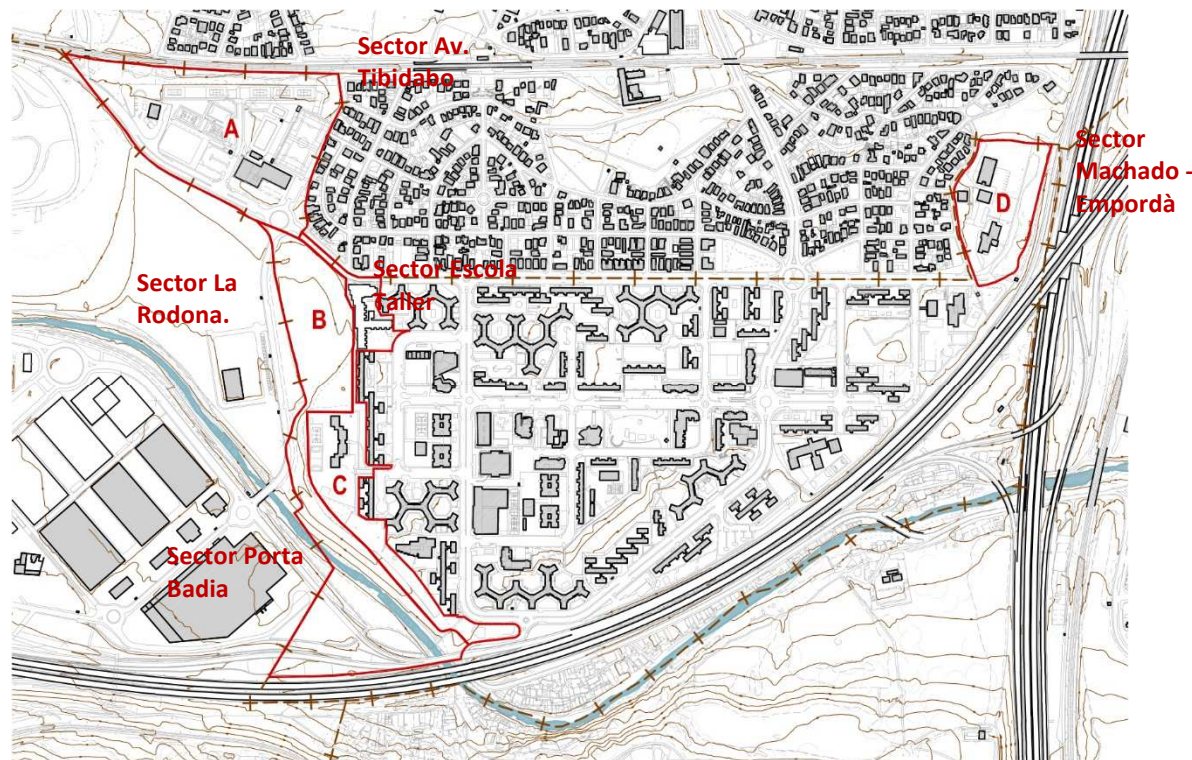 Sector Av.
Tibidabo
A
Sector
Machado -
Empordà
D
Sector Escola
Taller
Sector La
Rodona.
B
C
Sector Porta
Badia